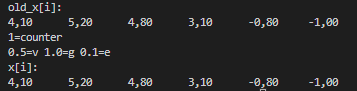 old_x[i]:
4,10 5,20 4,80 3,10 -0,80 -1,00
1=counter
0.5=v 1.0=g 0.1=e
x[i]:
4,10 5,20 4,80 3,10 -0,80 -1,00